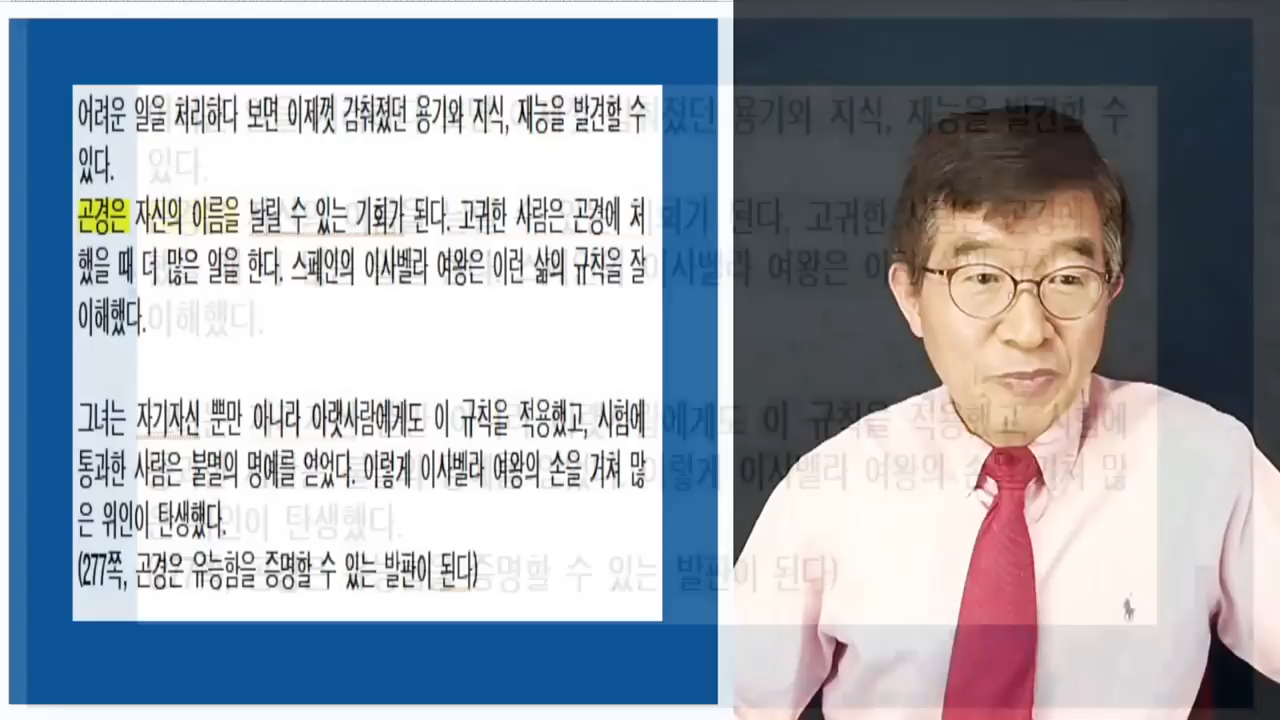 어려운 일을 처리하다 보면 이제껏 감춰졌던 용기와 지식, 재능을 발견할 수
있다.
곤경은 자신의 이름을 날릴 수 있는 기회가 된다. 고귀한 사람은 곤경에 처
했을 때 더 많은 일을 한다. 스페인의 이사벨라 여왕은 이런 삶의 규칙을 잘
이해했다.
그녀는 자기자신 뿐만 아니라 아랫사람에게도 이 규칙을 적용했고, 시험에
통과한 사람은 불멸의 명예를 얻었다. 이렇게 이사벨라 여왕의 손을 거쳐 많
은 위인이 탄생했다.
(277쪽, 곤경은 유능함을 증명할 수 있는 발판이 된다)